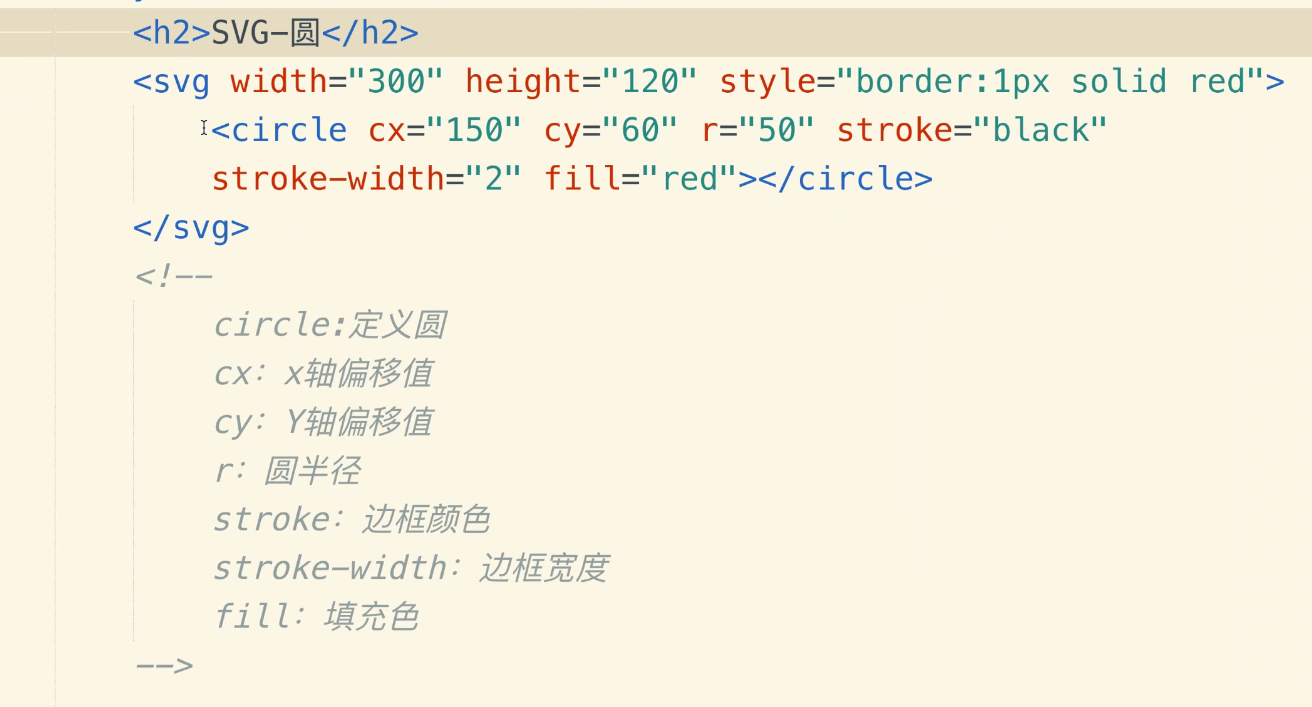 <h2>SVG-圆</h2>
<svg width="300" height="120" style="border:1px solid red">
<circle cx="150" cy="60" r="50" stroke="black"
stroke-width="2" fill="red"></circle>
</svg>
<!--
circle:定义圆
cx：x轴偏移值
cy：Y轴偏移值
r：圆半径
stroke：边框颜色
stroke-width：边框宽度
fill：填充色
-->